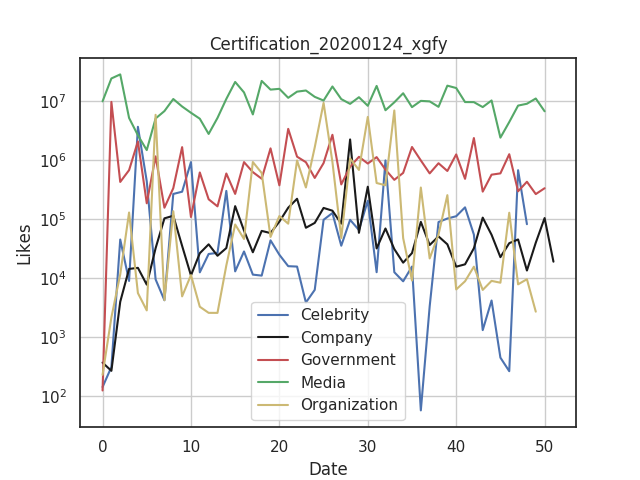 Certification_20200124_xgfy
Likes
10^7
10^6
10^5
10^4
10^3
10^2
Celebrity
Company
Government
Media
Organization
0 10 20 30 40 50
Date